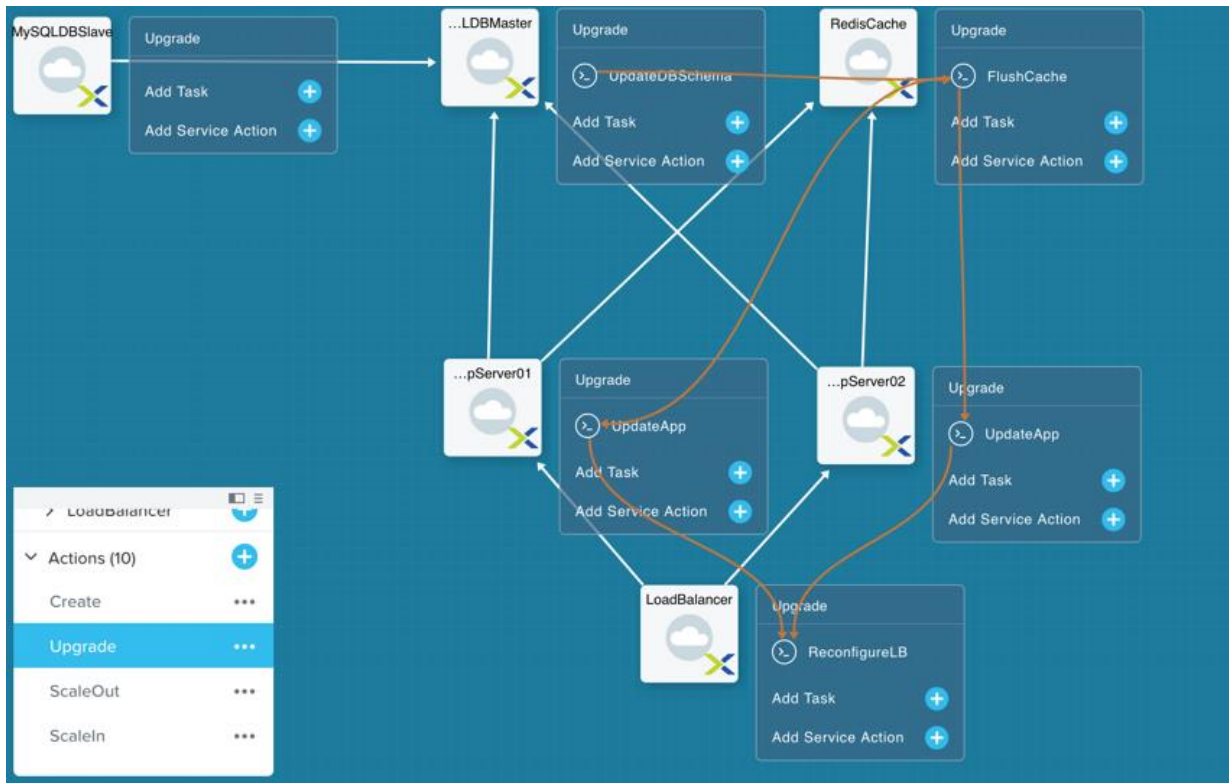 MySQLDBSlave
Upgrade
Add Task
Add Service Action
...LDBMaster
Upgrade
UpdateDBSchema
Add Task
Add Service Action
RedisCache
Upgrade
FlushCache
Add Task
Add Service Action
...pServer01
Upgrade
UpdateApp
Add Task
Add Service Action
...pServer02
Upgrade
UpdateApp
Add Task
Add Service Action
LoadBalancer
Actions (10)
Create
Upgrade
ScaleOut
ScaleIn
LoadBalancer
Upgrade
ReconfigureLB
Add Task
Add Service Action